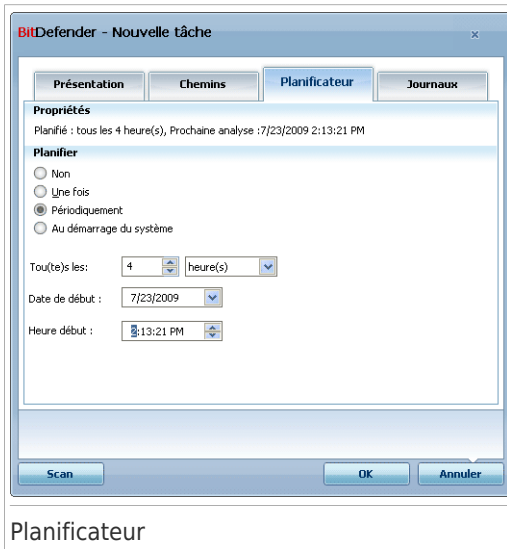 BitDefender - Nouvelle tâche
Présentation Chemins Planificateur Journaux
Propriétés
Planifié : tous les 4 heure(s), Prochaine analyse :7/23/2009 2:13:21 PM
Planifier
Non
Une fois
Périodiquement
Au démarrage du système
Tou(te)s les: 4 heure(s)
Date de début : 7/23/2009
Heure début : 2:13:21 PM
Scan OK Annuler
Planificateur